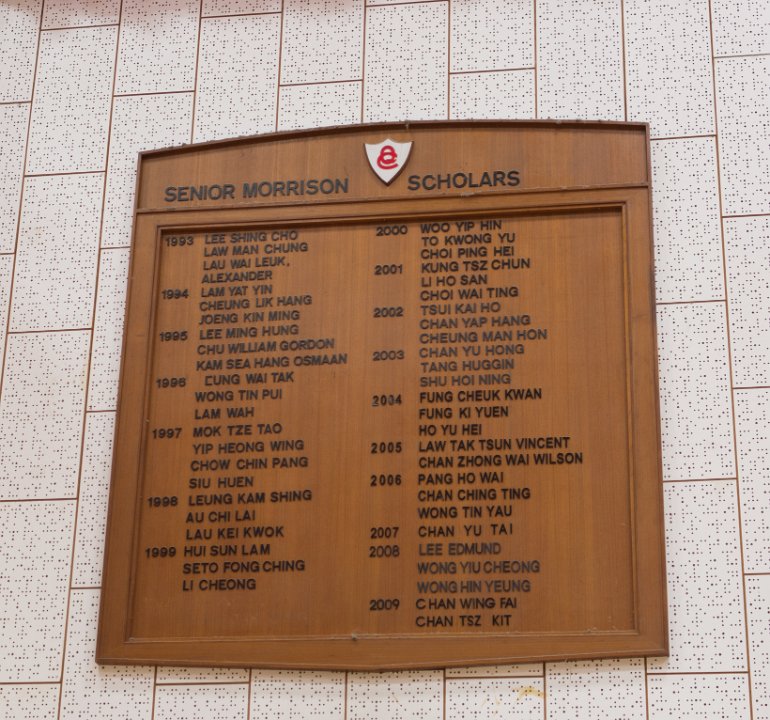 SENIOR MORRISON SCHOLARS
1993 LEE SHING CHO
LAW MAN CHUNG
LAU WAI LEUK,
ALEXANDER
1994 LAM YAT YIN
CHEUNG LIK HANG
JOENG KIN MING
1995 LEE MING HUNG
CHU WILLIAM GORDON
KAM SEA HANG OSMAAN
1996 WAI TAK
WONG TIN PUI
LAM WAH
1997 MOK TZE TAO
YIP HEONG WING
CHOW CHIN PANG
SIU HUEN
1998 LEUNG KAM SHING
AU CHI LAI
LAU KEI KWOK
1999 HUI SUN LAM
SETO FONG CHING
LI CHEONG
2000 WOO YIP HIN
TO KWONG YU
CHOI PING HEI
2001 KUNG TSZ CHUN
LI HO SAN
CHOI WAI TING
2002 TSUI KAI HO
CHAN YAP HANG
CHEUNG MAN HON
2003 CHAN YU HONG
TANG HUGGIN
SHU HOI NING
2004 FUNG CHEUK KWAN
FUNG KI YUEN
HO YU HEI
2005 LAW TAK TSUN VINCENT
CHAN ZHONG WAI WILSON
2006 PANG HO WAI
CHAN CHING TING
WONG TIN YAU
2007 CHAN YU TAI
2008 LEE EDMUND
WONG YIU CHEONG
WONG HIN YEUNG
2009 CHAN WING FAI
CHAN TSZ KIT